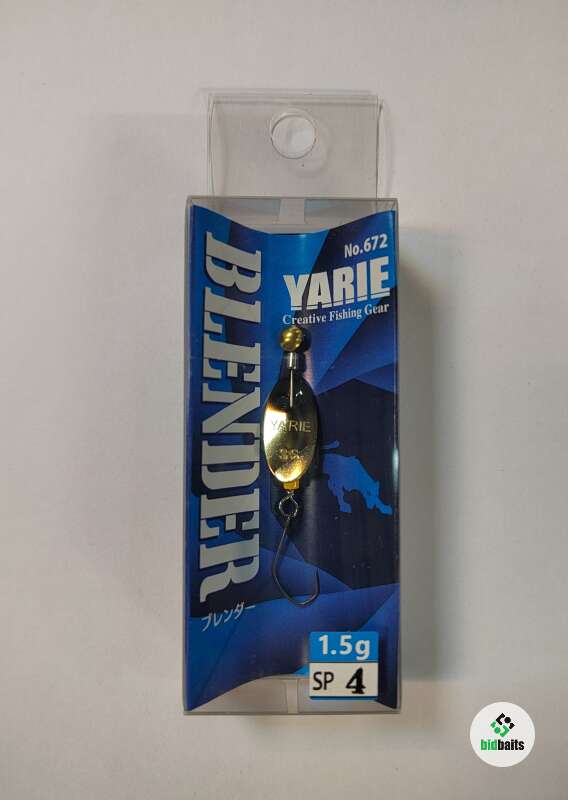 No.672
YARIE
Creative Fishing Gear
BLENDER
ブレンダー
YARIE
1.5g
SP 4
bidbaits